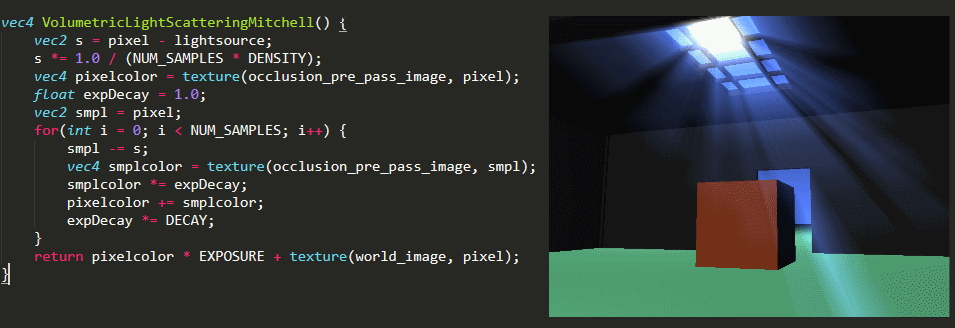 vec4 VolumetricLightScatteringMitchell() {
    vec2 s = pixel - lightsource;
    s *= 1.0 / (NUM_SAMPLES * DENSITY);
    vec4 pixelcolor = texture(occlusion_pre_pass_image, pixel);
    float expDecay = 1.0;
    vec2 smpl = pixel;
    for(int i = 0; i < NUM_SAMPLES; i++) {
        smpl -= s;
        vec4 smplcolor = texture(occlusion_pre_pass_image, smpl);
        smplcolor *= expDecay;
        pixelcolor += smplcolor;
        expDecay *= DECAY;
    }
    return pixelcolor * EXPOSURE + texture(world_image, pixel);
}